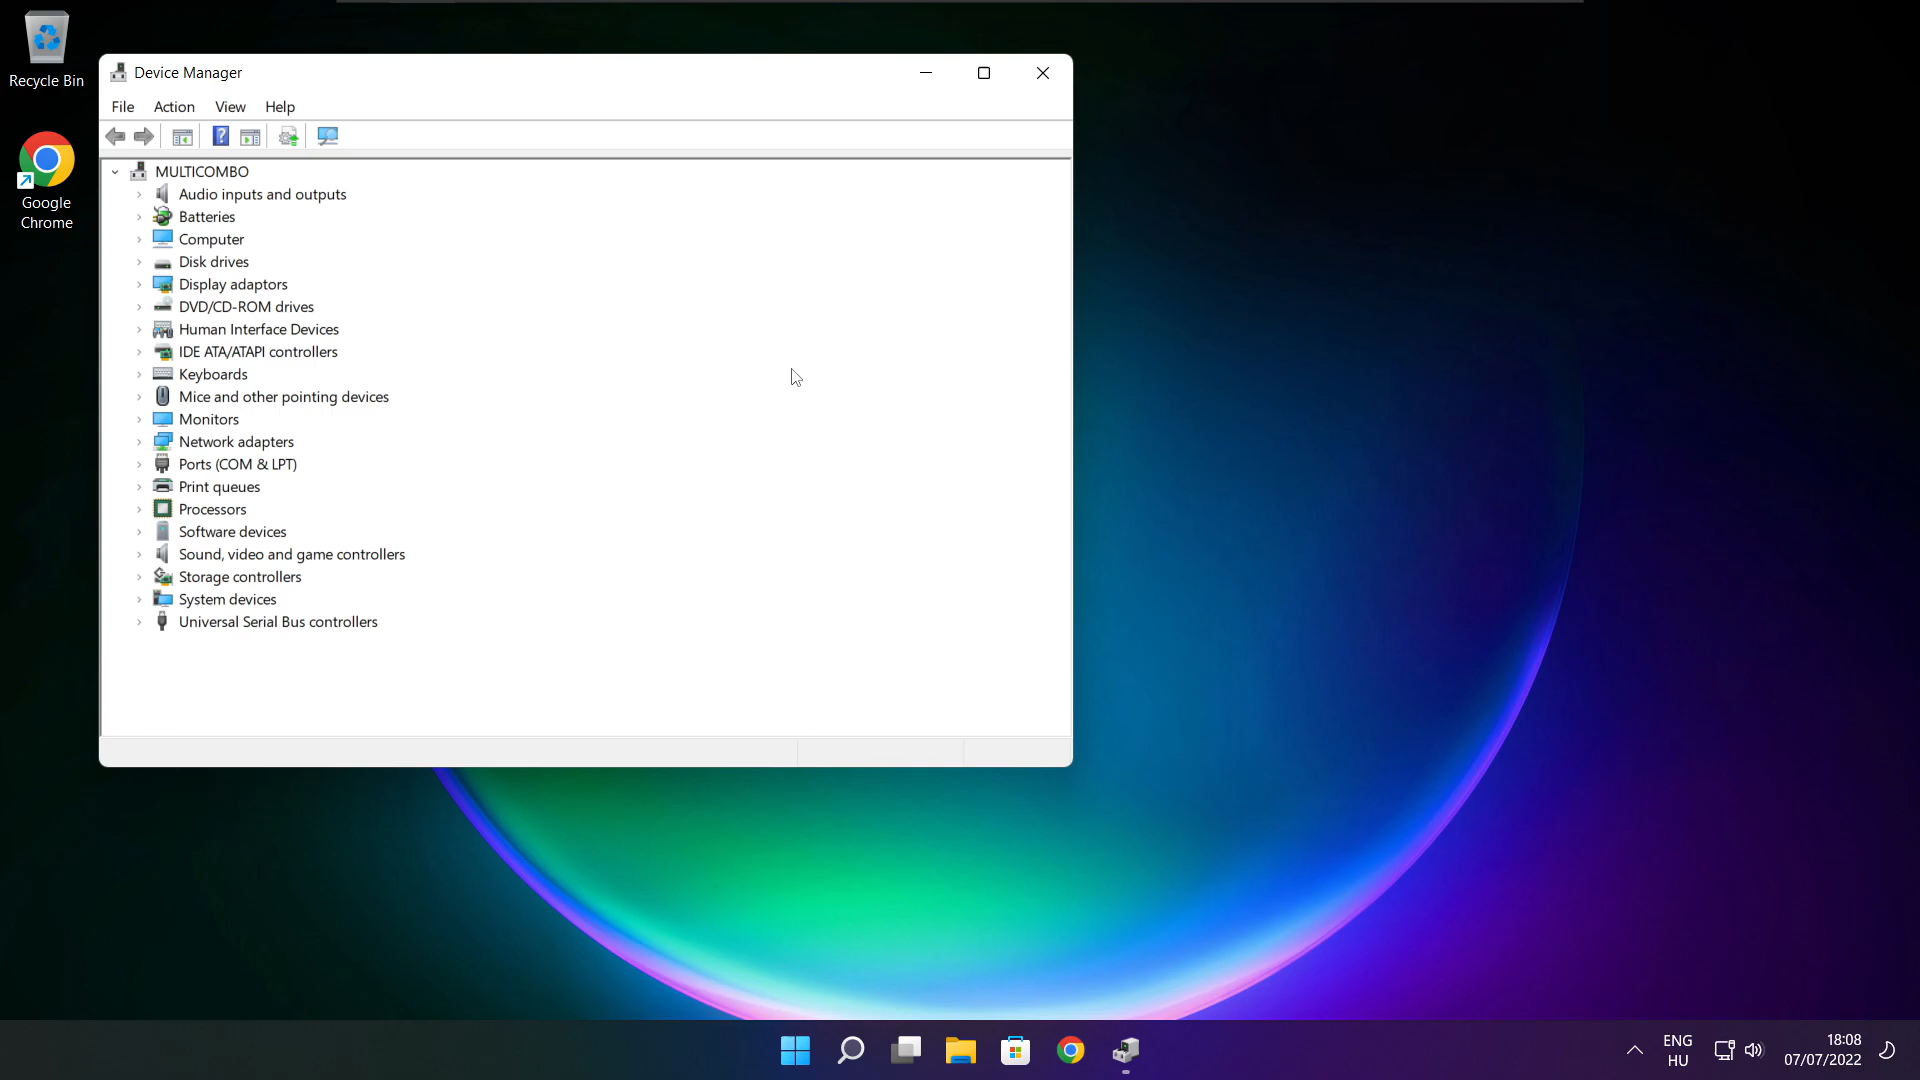 Recycle Bin
Google
Chrome
Device Manager
File Action View Help
MULTICOMBO
Audio inputs and outputs
Batteries
Computer
Disk drives
Display adaptors
DVD/CD-ROM drives
Human Interface Devices
IDE ATA/ATAPI controllers
Keyboards
Mice and other pointing devices
Monitors
Network adapters
Ports (COM & LPT)
Print queues
Processors
Software devices
Sound, video and game controllers
Storage controllers
System devices
Universal Serial Bus controllers
ENG
HU
18:08
07/07/2022